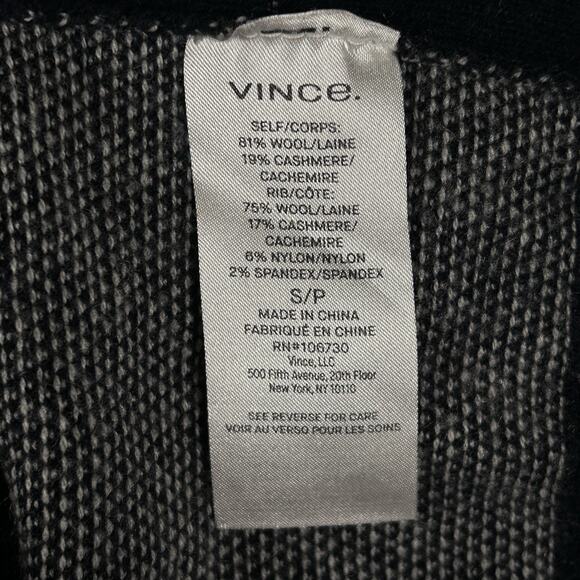 VINCe.
SELF/CORPS:
81% WOOL/LAINE
19% CASHMERE/
CACHEMIRE
RIB/CÔTE:
75% WOOL/LAINE
17% CASHMERE/
CACHEMIRE
6% NYLON/NYLON
2% SPANDEX/SPANDEX
S/P
MADE IN CHINA
FABRIQUÉ EN CHINE
RN#106730
Vince, LLC
500 Fifth Avenue, 20th Floor
New York, NY 10110
SEE REVERSE FOR CARE
VOIR AU VERSO POUR LES SOINS